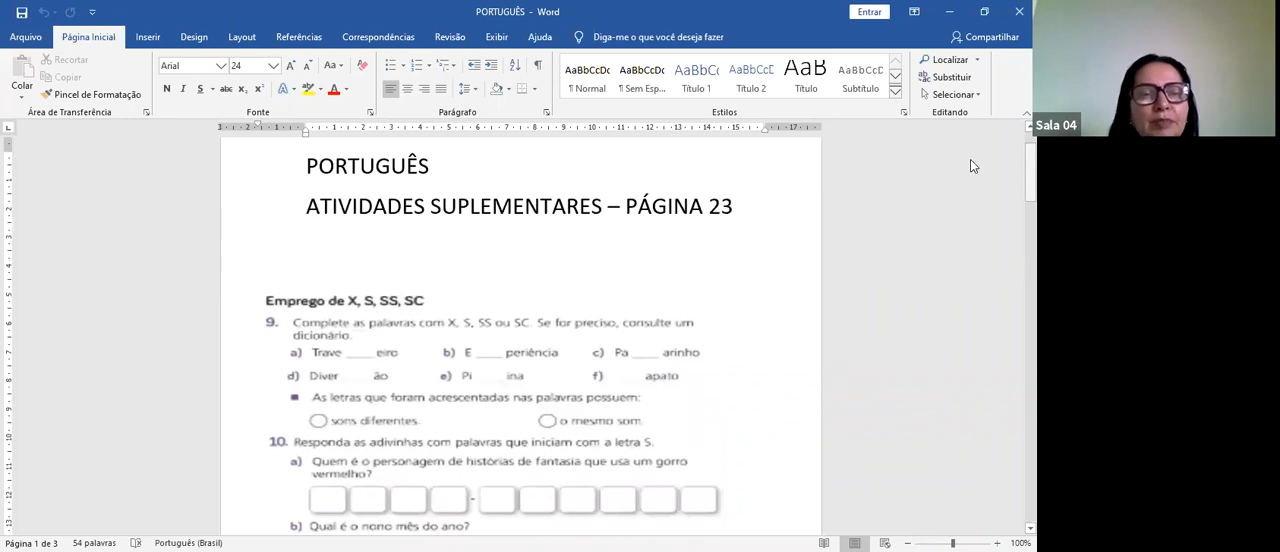 PORTUGUÊS - Word
Entrar
Arquivo Página Inicial Inserir Design Layout Referências Correspondências Revisão Exibir Ajuda Diga-me o que você deseja fazer Compartilhar
Colar
Recortar
Copiar
Pincel de Formatação
Área de Transferência
Arial 24
Fonte
Parágrafo
AaBbCcDc AaBbCcDc AaBbCc AaBbCcD AaB AaBbCcD
¶ Normal ¶ Sem Esp... Título 1 Título 2 Título Subtítulo
Estilos
Localizar
Substituir
Selecionar
Editando
Sala 04
PORTUGUÊS
ATIVIDADES SUPLEMENTARES – PÁGINA 23
Emprego de X, S, SS, SC
9. Complete as palavras com X, S, SS ou SC. Se for preciso, consulte um
dicionário.
a) Trave ____ eiro b) E ____ periência c) Pa ____ arinho
d) Diver ão e) Pi ina f) apato
As letras que foram acrescentadas nas palavras possuem:
sons diferentes. o mesmo som.
10. Responda as adivinhas com palavras que iniciam com a letra S.
a) Quem é o personagem de histórias de fantasia que usa um gorro
vermelho?
-
b) Qual é o nono mês do ano?
Página 1 de 3 54 palavras Português (Brasil) 100%